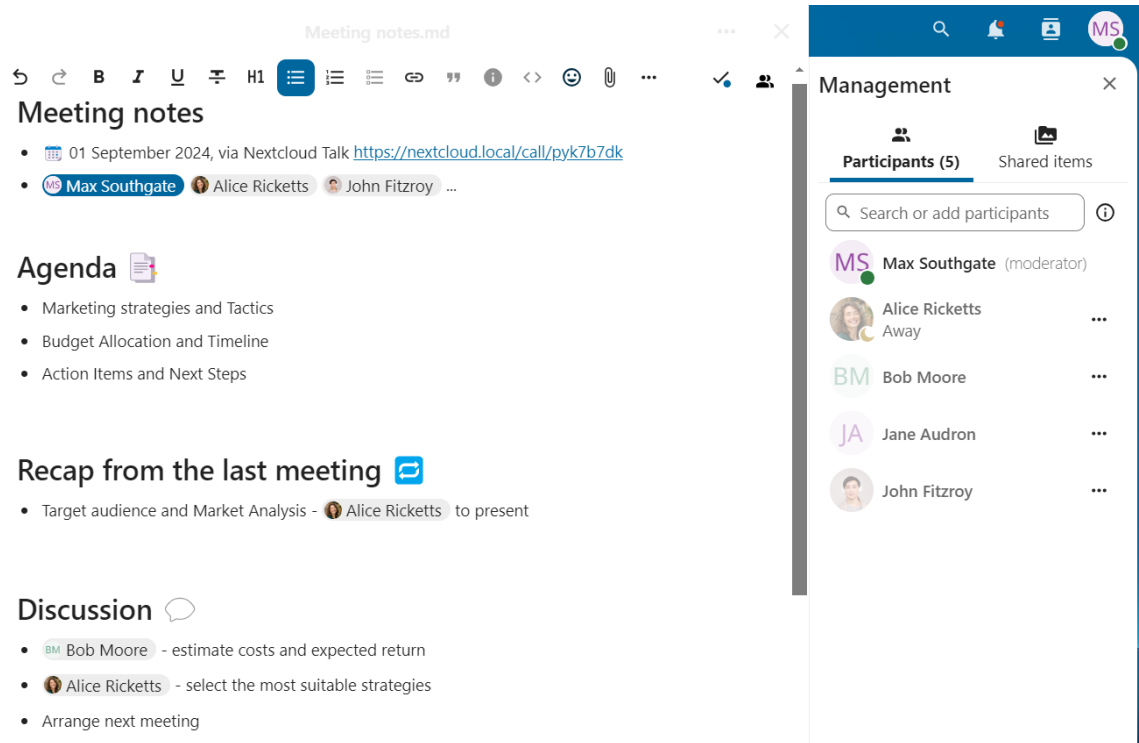 Meeting notes.md
H1
Meeting notes
01 September 2024, via Nextcloud Talk https://nextcloud.local/call/pyk7b7dk
MS Max Southgate Alice Ricketts John Fitzroy ...
Agenda
Marketing strategies and Tactics
Budget Allocation and Timeline
Action Items and Next Steps
Recap from the last meeting
Target audience and Market Analysis - Alice Ricketts to present
Discussion
BM Bob Moore - estimate costs and expected return
Alice Ricketts - select the most suitable strategies
Arrange next meeting
MS
Management
Participants (5) Shared items
Search or add participants
MS Max Southgate (moderator)
Alice Ricketts
Away
BM Bob Moore
JA Jane Audron
John Fitzroy